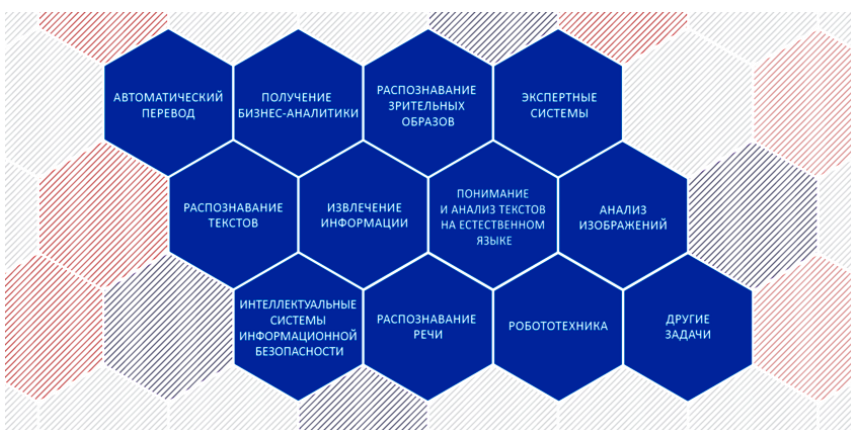 АВТОМАТИЧЕСКИЙ
ПЕРЕВОД
ПОЛУЧЕНИЕ
БИЗНЕС-АНАЛИТИКИ
РАСПОЗНАВАНИЕ
ЗРИТЕЛЬНЫХ
ОБРАЗОВ
ЭКСПЕРТНЫЕ
СИСТЕМЫ
РАСПОЗНАВАНИЕ
ТЕКСТОВ
ИЗВЛЕЧЕНИЕ
ИНФОРМАЦИИ
ПОНИМАНИЕ
И АНАЛИЗ ТЕКСТОВ
НА ЕСТЕСТВЕННОМ
ЯЗЫКЕ
АНАЛИЗ
ИЗОБРАЖЕНИЙ
ИНТЕЛЛЕКТУАЛЬНЫЕ
СИСТЕМЫ
ИНФОРМАЦИОННОЙ
БЕЗОПАСНОСТИ
РАСПОЗНАВАНИЕ
РЕЧИ
РОБОТОТЕХНИКА
ДРУГИЕ
ЗАДАЧИ